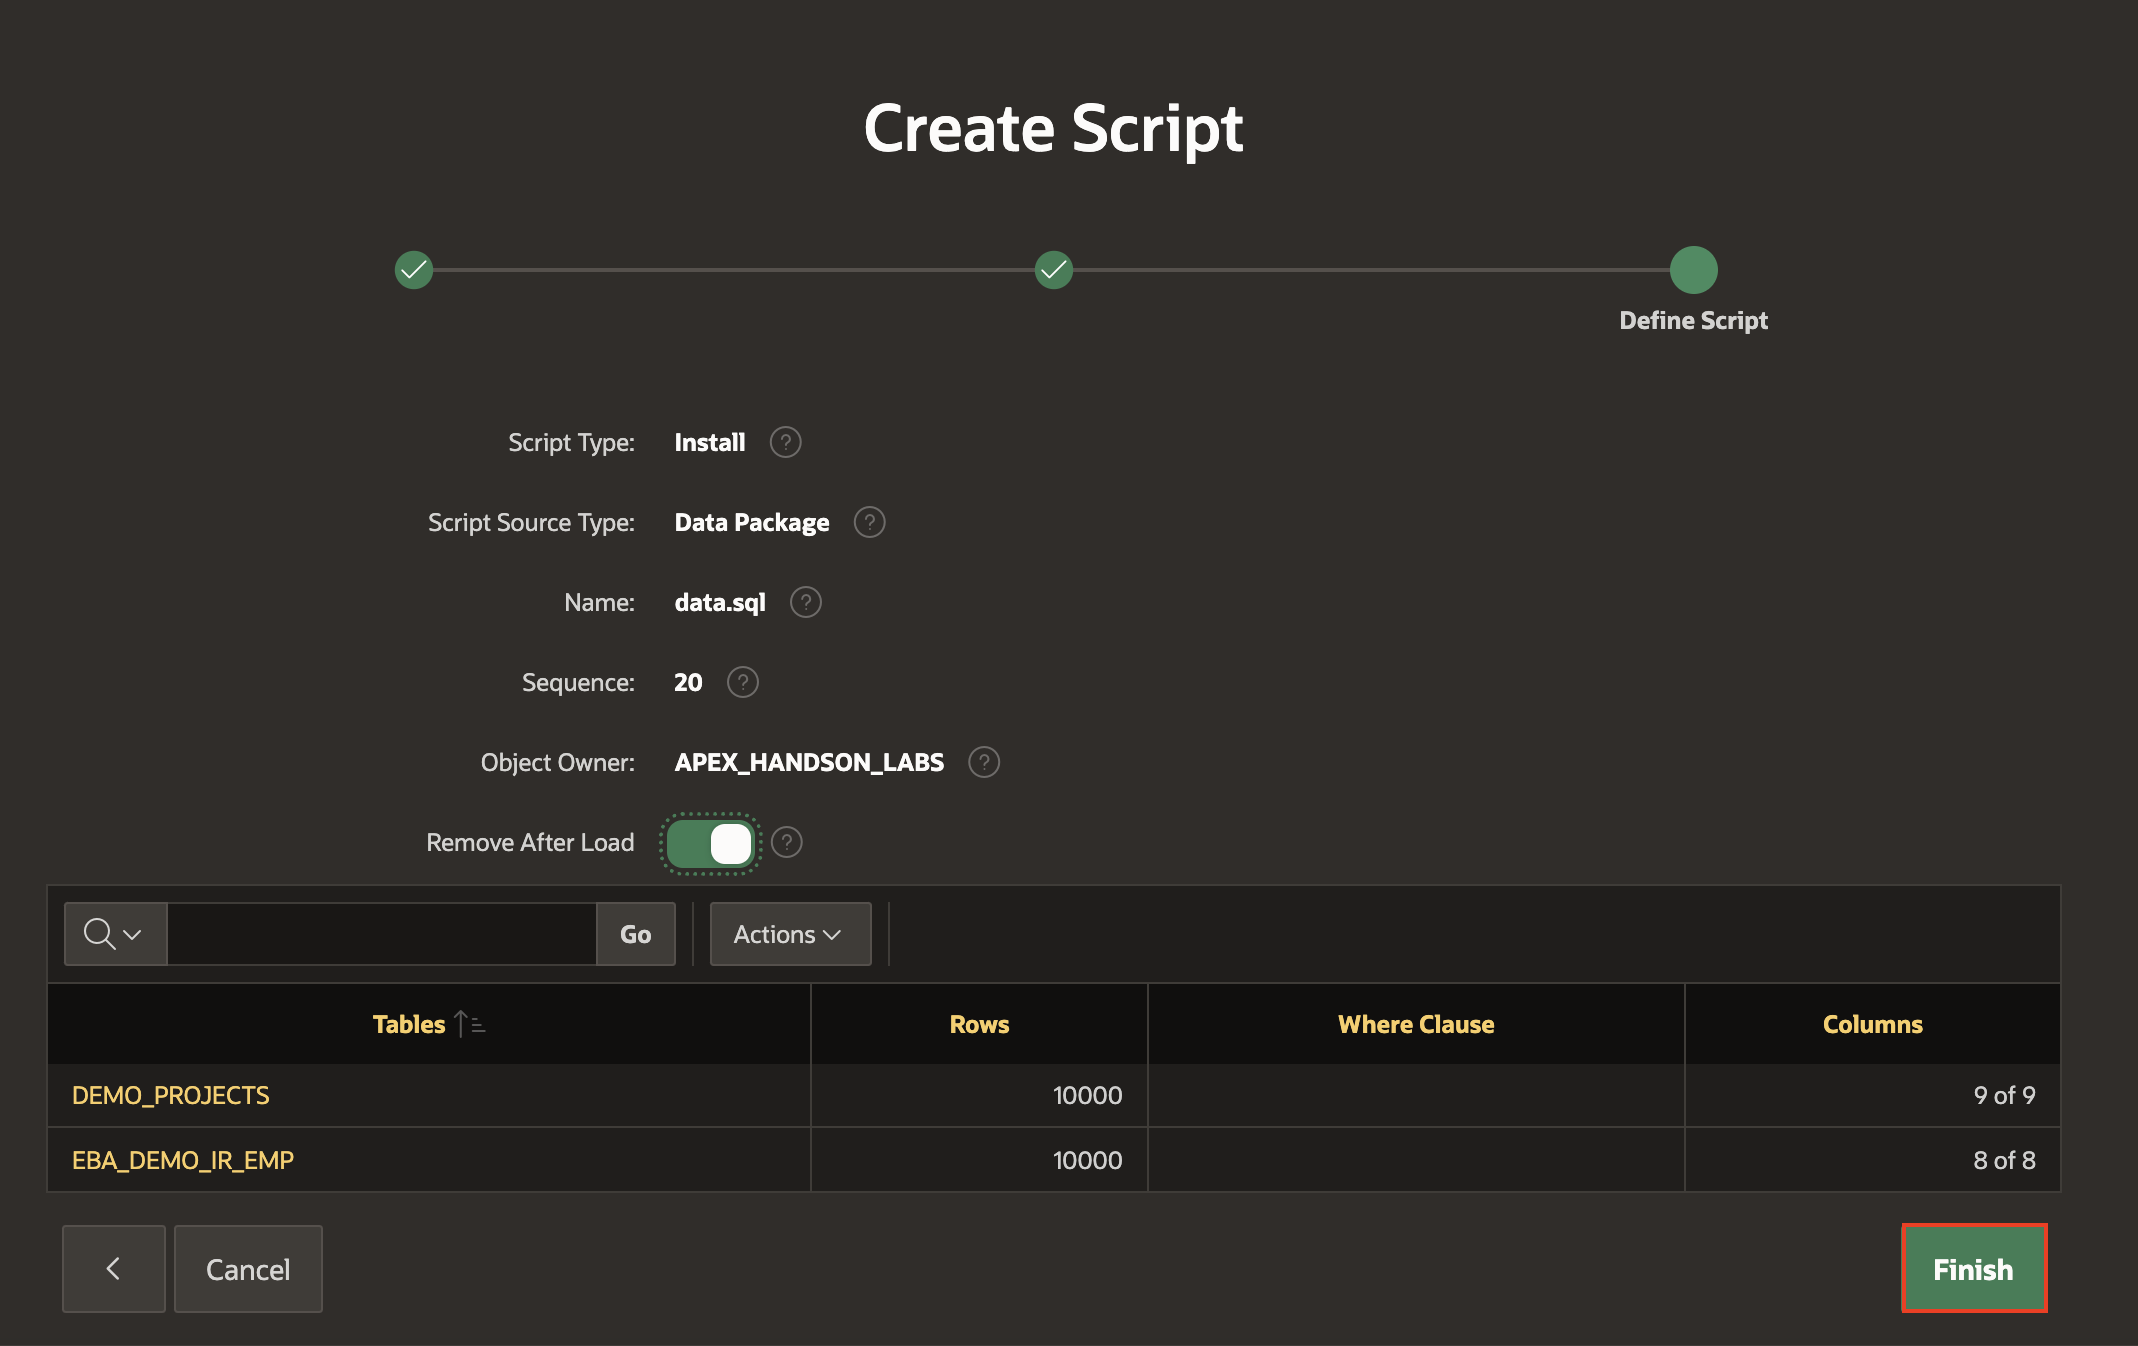 Create Script
Define Script
Script Type: Install ?
Script Source Type: Data Package ?
Name: data.sql ?
Sequence: 20 ?
Object Owner: APEX_HANDSON_LABS ?
Remove After Load ?
Go Actions
Tables Rows Where Clause Columns
DEMO_PROJECTS 10000 9 of 9
EBA_DEMO_IR_EMP 10000 8 of 8
Cancel Finish